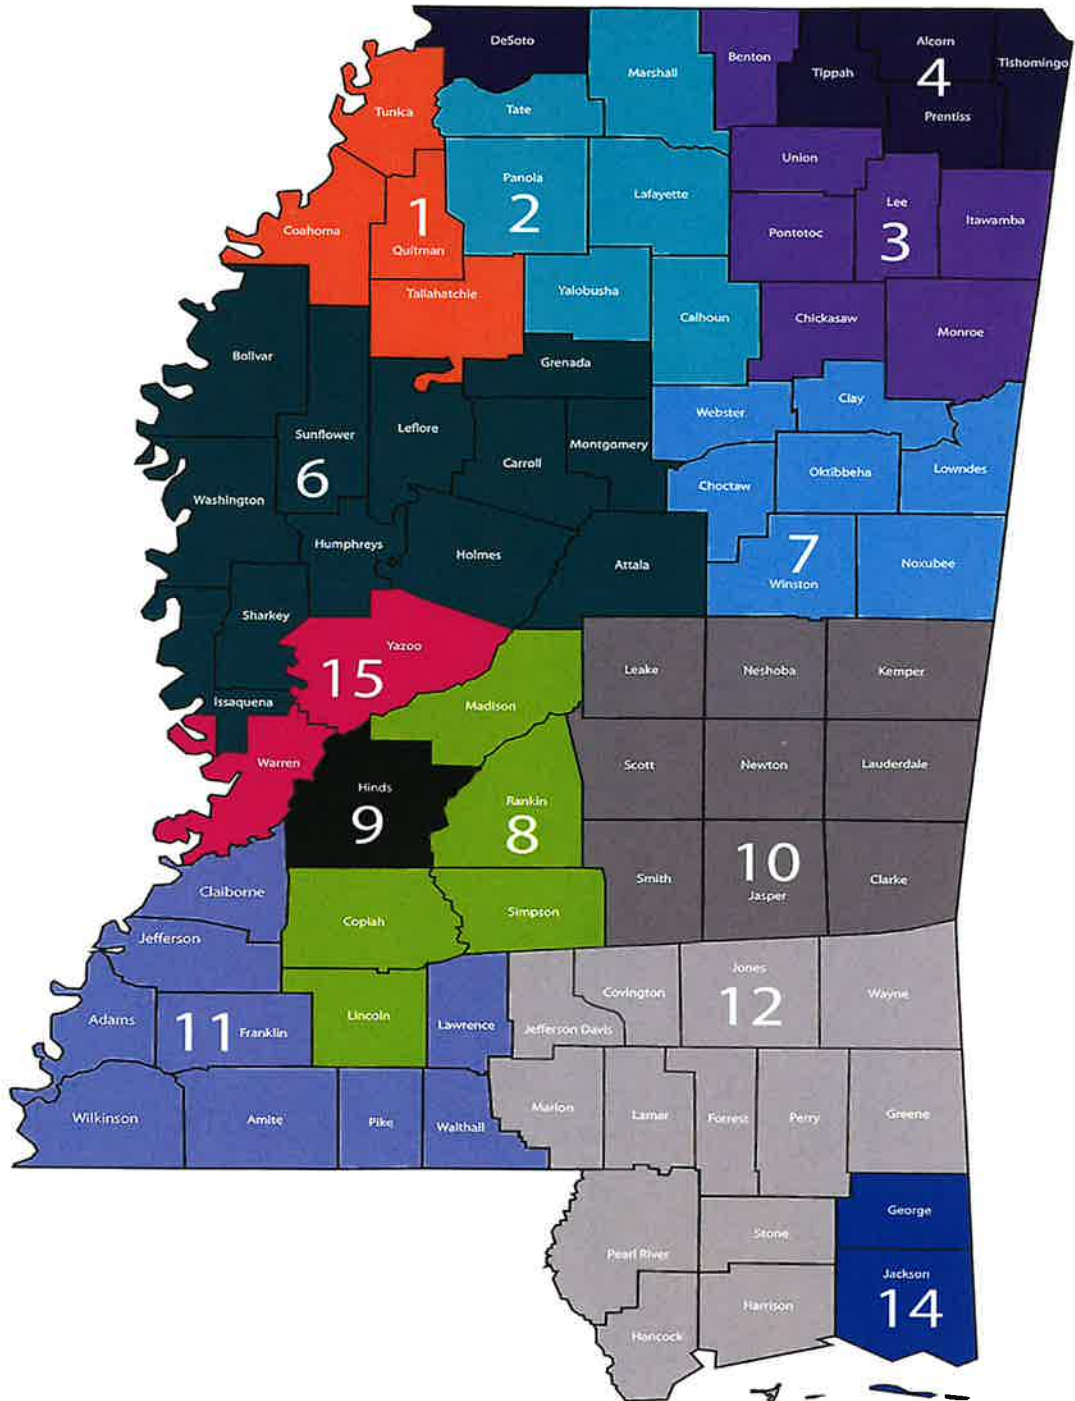 DeSoto
Marshall
Benton
Tippah
Alcorn
4
Tishomingo
Tunica
Tate
Prentiss
Union
Panola
2
Lafayette
Lee
3
Itawamba
Coahoma
1
Quitman
Pontotoc
Tallahatchie
Yalobusha
Calhoun
Chickasaw
Monroe
Bolivar
Grenada
Webster
Clay
Sunflower
6
Leflore
Carroll
Montgomery
Choctaw
Oktibbeha
Lowndes
Washington
Humphreys
Holmes
Attala
7
Winston
Noxubee
Sharkey
Yazoo
15
Leake
Neshoba
Kemper
Issaquena
Madison
Warren
Hinds
9
Rankin
8
Scott
Newton
Lauderdale
Smith
10
Jasper
Clarke
Claiborne
Copiah
Simpson
Jefferson
Adams
11
Franklin
Lincoln
Lawrence
Jefferson Davis
Covington
Jones
12
Wayne
Wilkinson
Amite
Pike
Walthall
Marion
Lamar
Forrest
Perry
Greene
George
Pearl River
Stone
Jackson
14
Hancock
Harrison